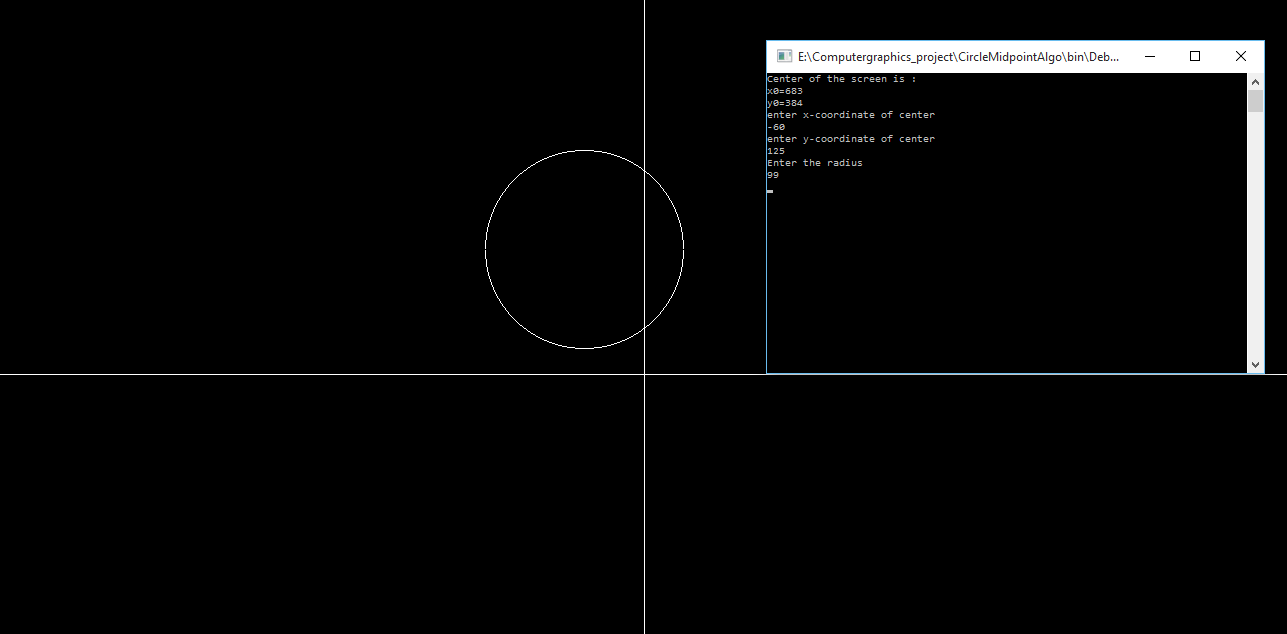 E:\Computergraphics_project\CircleMidpointAlgo\bin\Deb...
Center of the screen is :
x0=683
y0=384
enter x-coordinate of center
-60
enter y-coordinate of center
125
Enter the radius
99